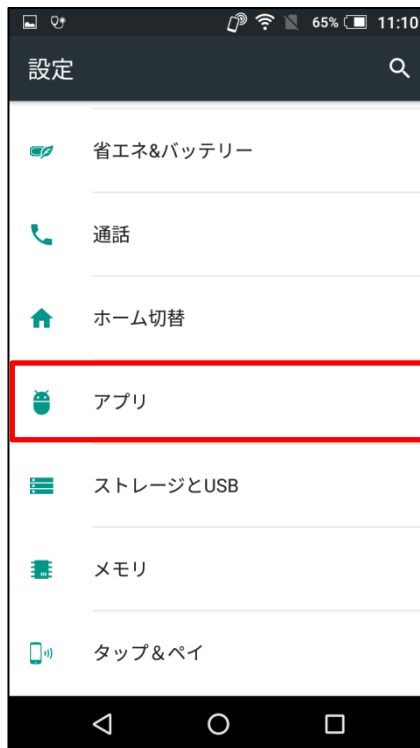 65% 11:10
設定
省エネ&バッテリー
通話
ホーム切替
アプリ
ストレージとUSB
メモリ
タップ＆ペイ